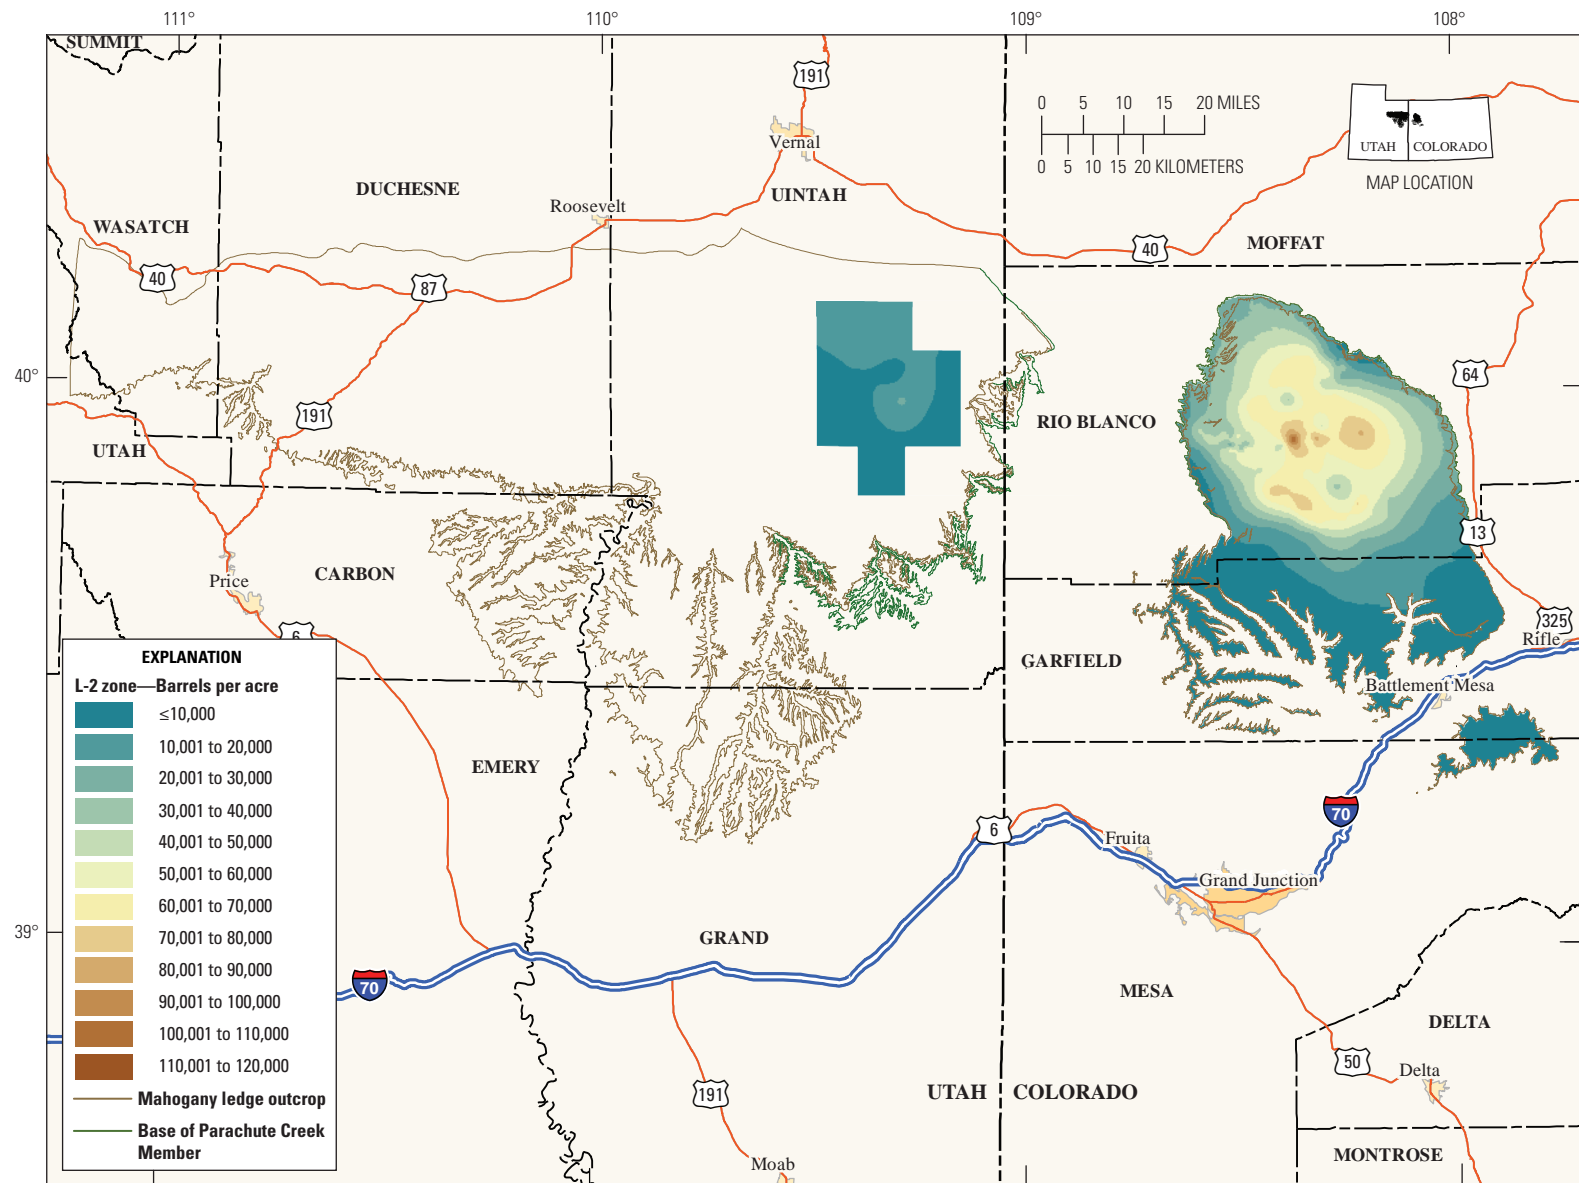 111°
110°
109°
108°
SUMMIT
191
0 5 10 15 20 MILES
0 5 10 15 20 KILOMETERS
UTAH
COLORADO
MAP LOCATION
Vernal
DUCHESNE
UINTAH
Roosevelt
WASATCH
40
87
40
MOFFAT
40°
64
191
RIO BLANCO
UTAH
13
Price
CARBON
6
325
Rifle
GARFIELD
Battlement Mesa
EMERY
70
6
Fruita
Grand Junction
GRAND
39°
70
MESA
DELTA
50
Delta
191
UTAH
COLORADO
MONTROSE
Moab
EXPLANATION
L-2 zone—Barrels per acre
≤10,000
10,001 to 20,000
20,001 to 30,000
30,001 to 40,000
40,001 to 50,000
50,001 to 60,000
60,001 to 70,000
70,001 to 80,000
80,001 to 90,000
90,001 to 100,000
100,001 to 110,000
110,001 to 120,000
Mahogany ledge outcrop
Base of Parachute Creek
Member